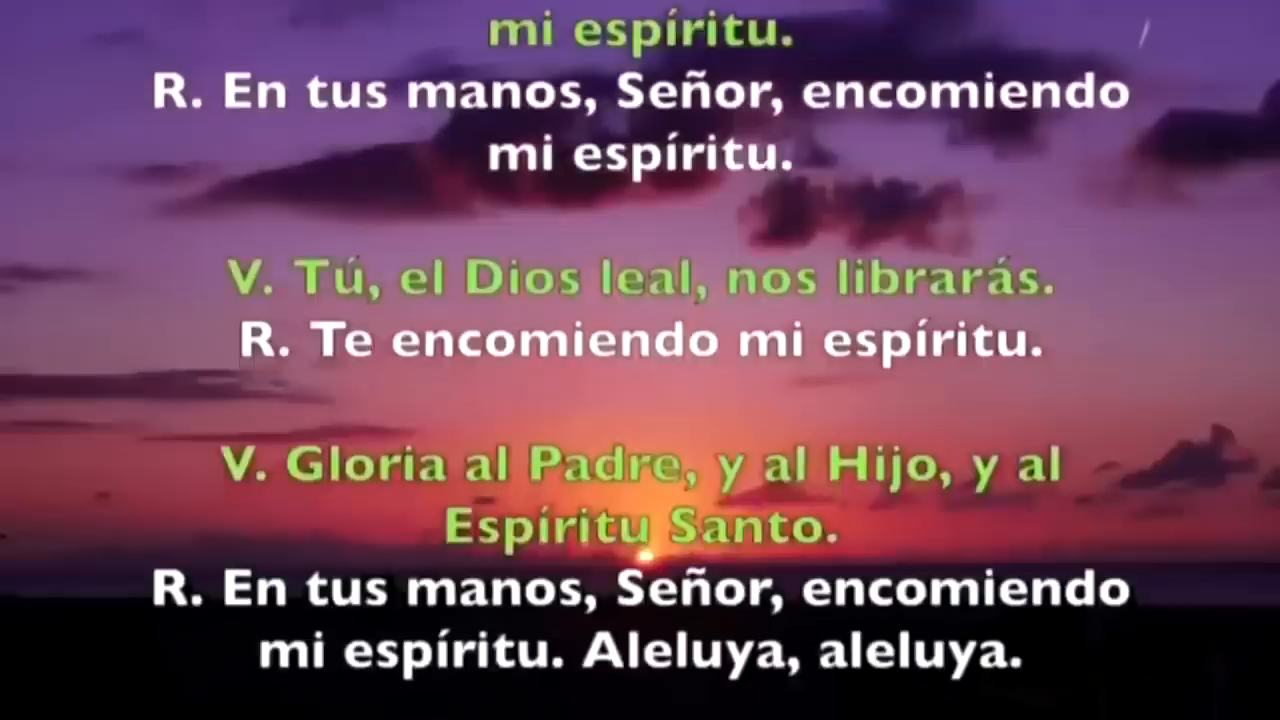 mi espíritu.
R. En tus manos, Señor, encomiendo
mi espíritu.
V. Tú, el Dios leal, nos librarás.
R. Te encomiendo mi espíritu.
V. Gloria al Padre, y al Hijo, y al
Espíritu Santo.
R. En tus manos, Señor, encomiendo
mi espíritu. Aleluya, aleluya.